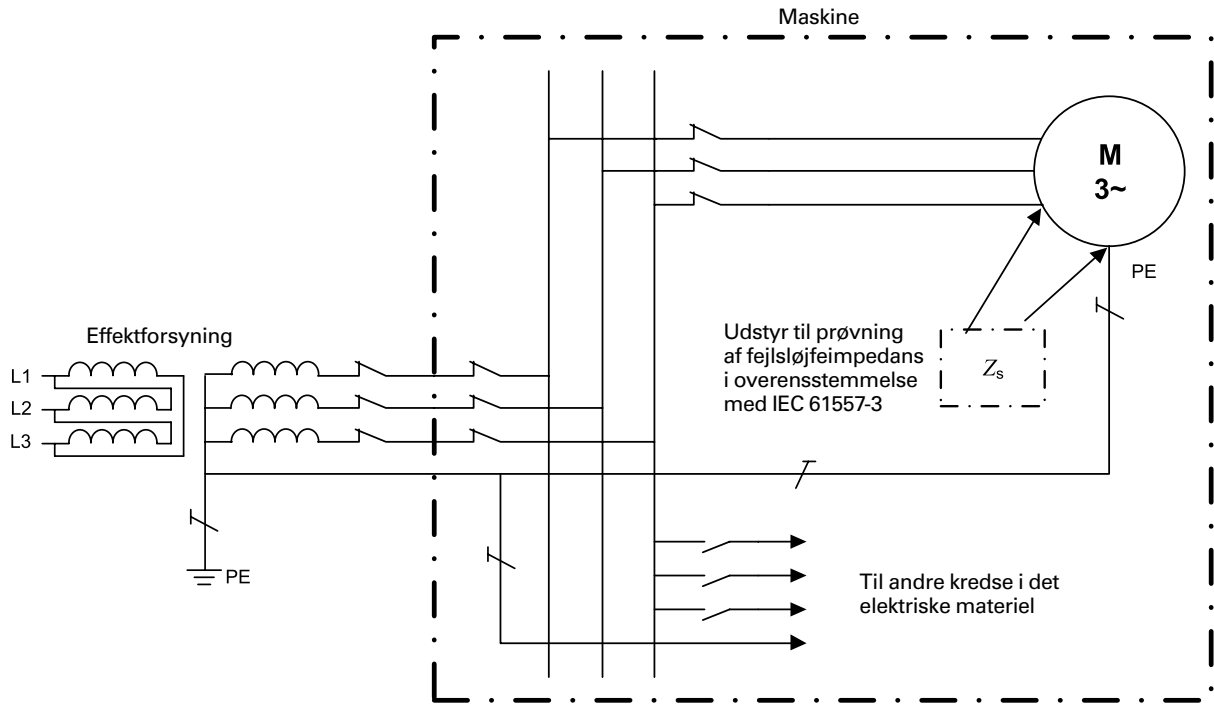 Maskine
M
3~
PE
Effektforsyning
L1
L2
L3
Udstyr til prøvning
af fejlsløjfeimpedans
i overensstemmelse
med IEC 61557-3
Zs
PE
Til andre kredse i det
elektriske materiel